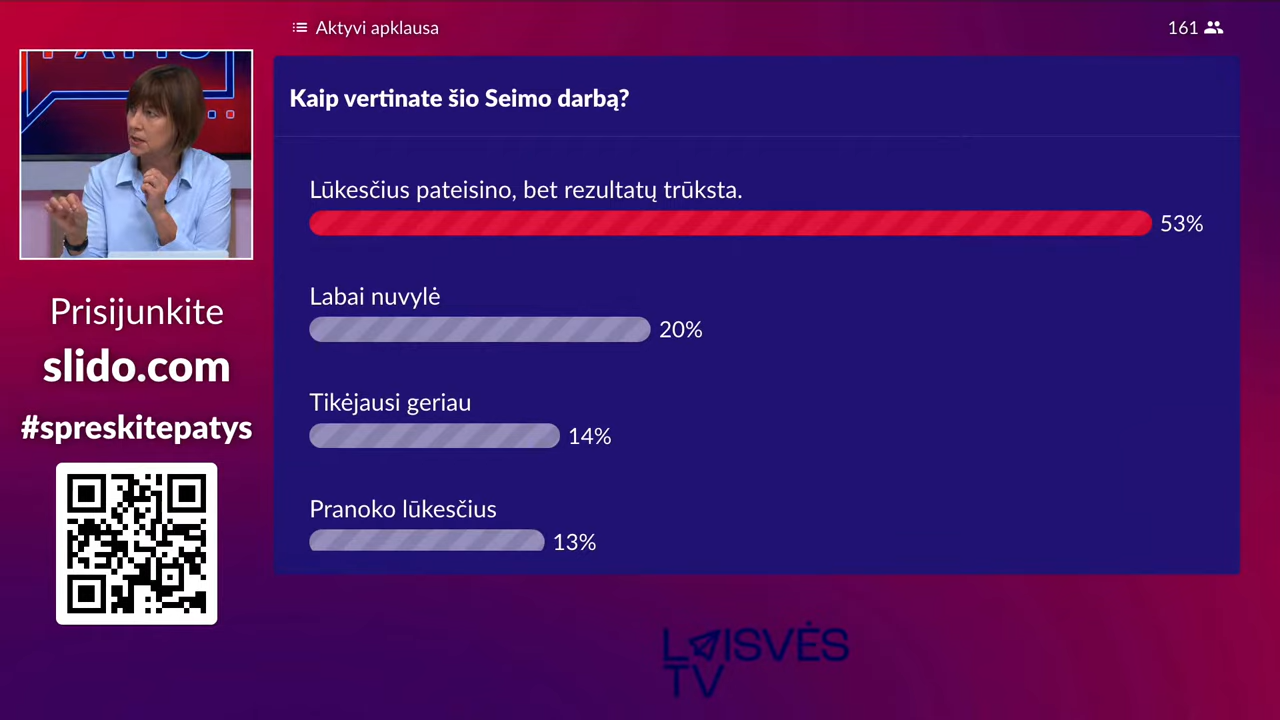 Aktyvi apklausa
161
Kaip vertinate šio Seimo darbą?
Lūkesčius pateisino, bet rezultatų trūksta.
53%
Labai nuvylė
20%
Tikėjausi geriau
14%
Pranoko lūkesčius
13%
Prisijunkite
slido.com
#spreskitepatys
LAISVĖS
TV